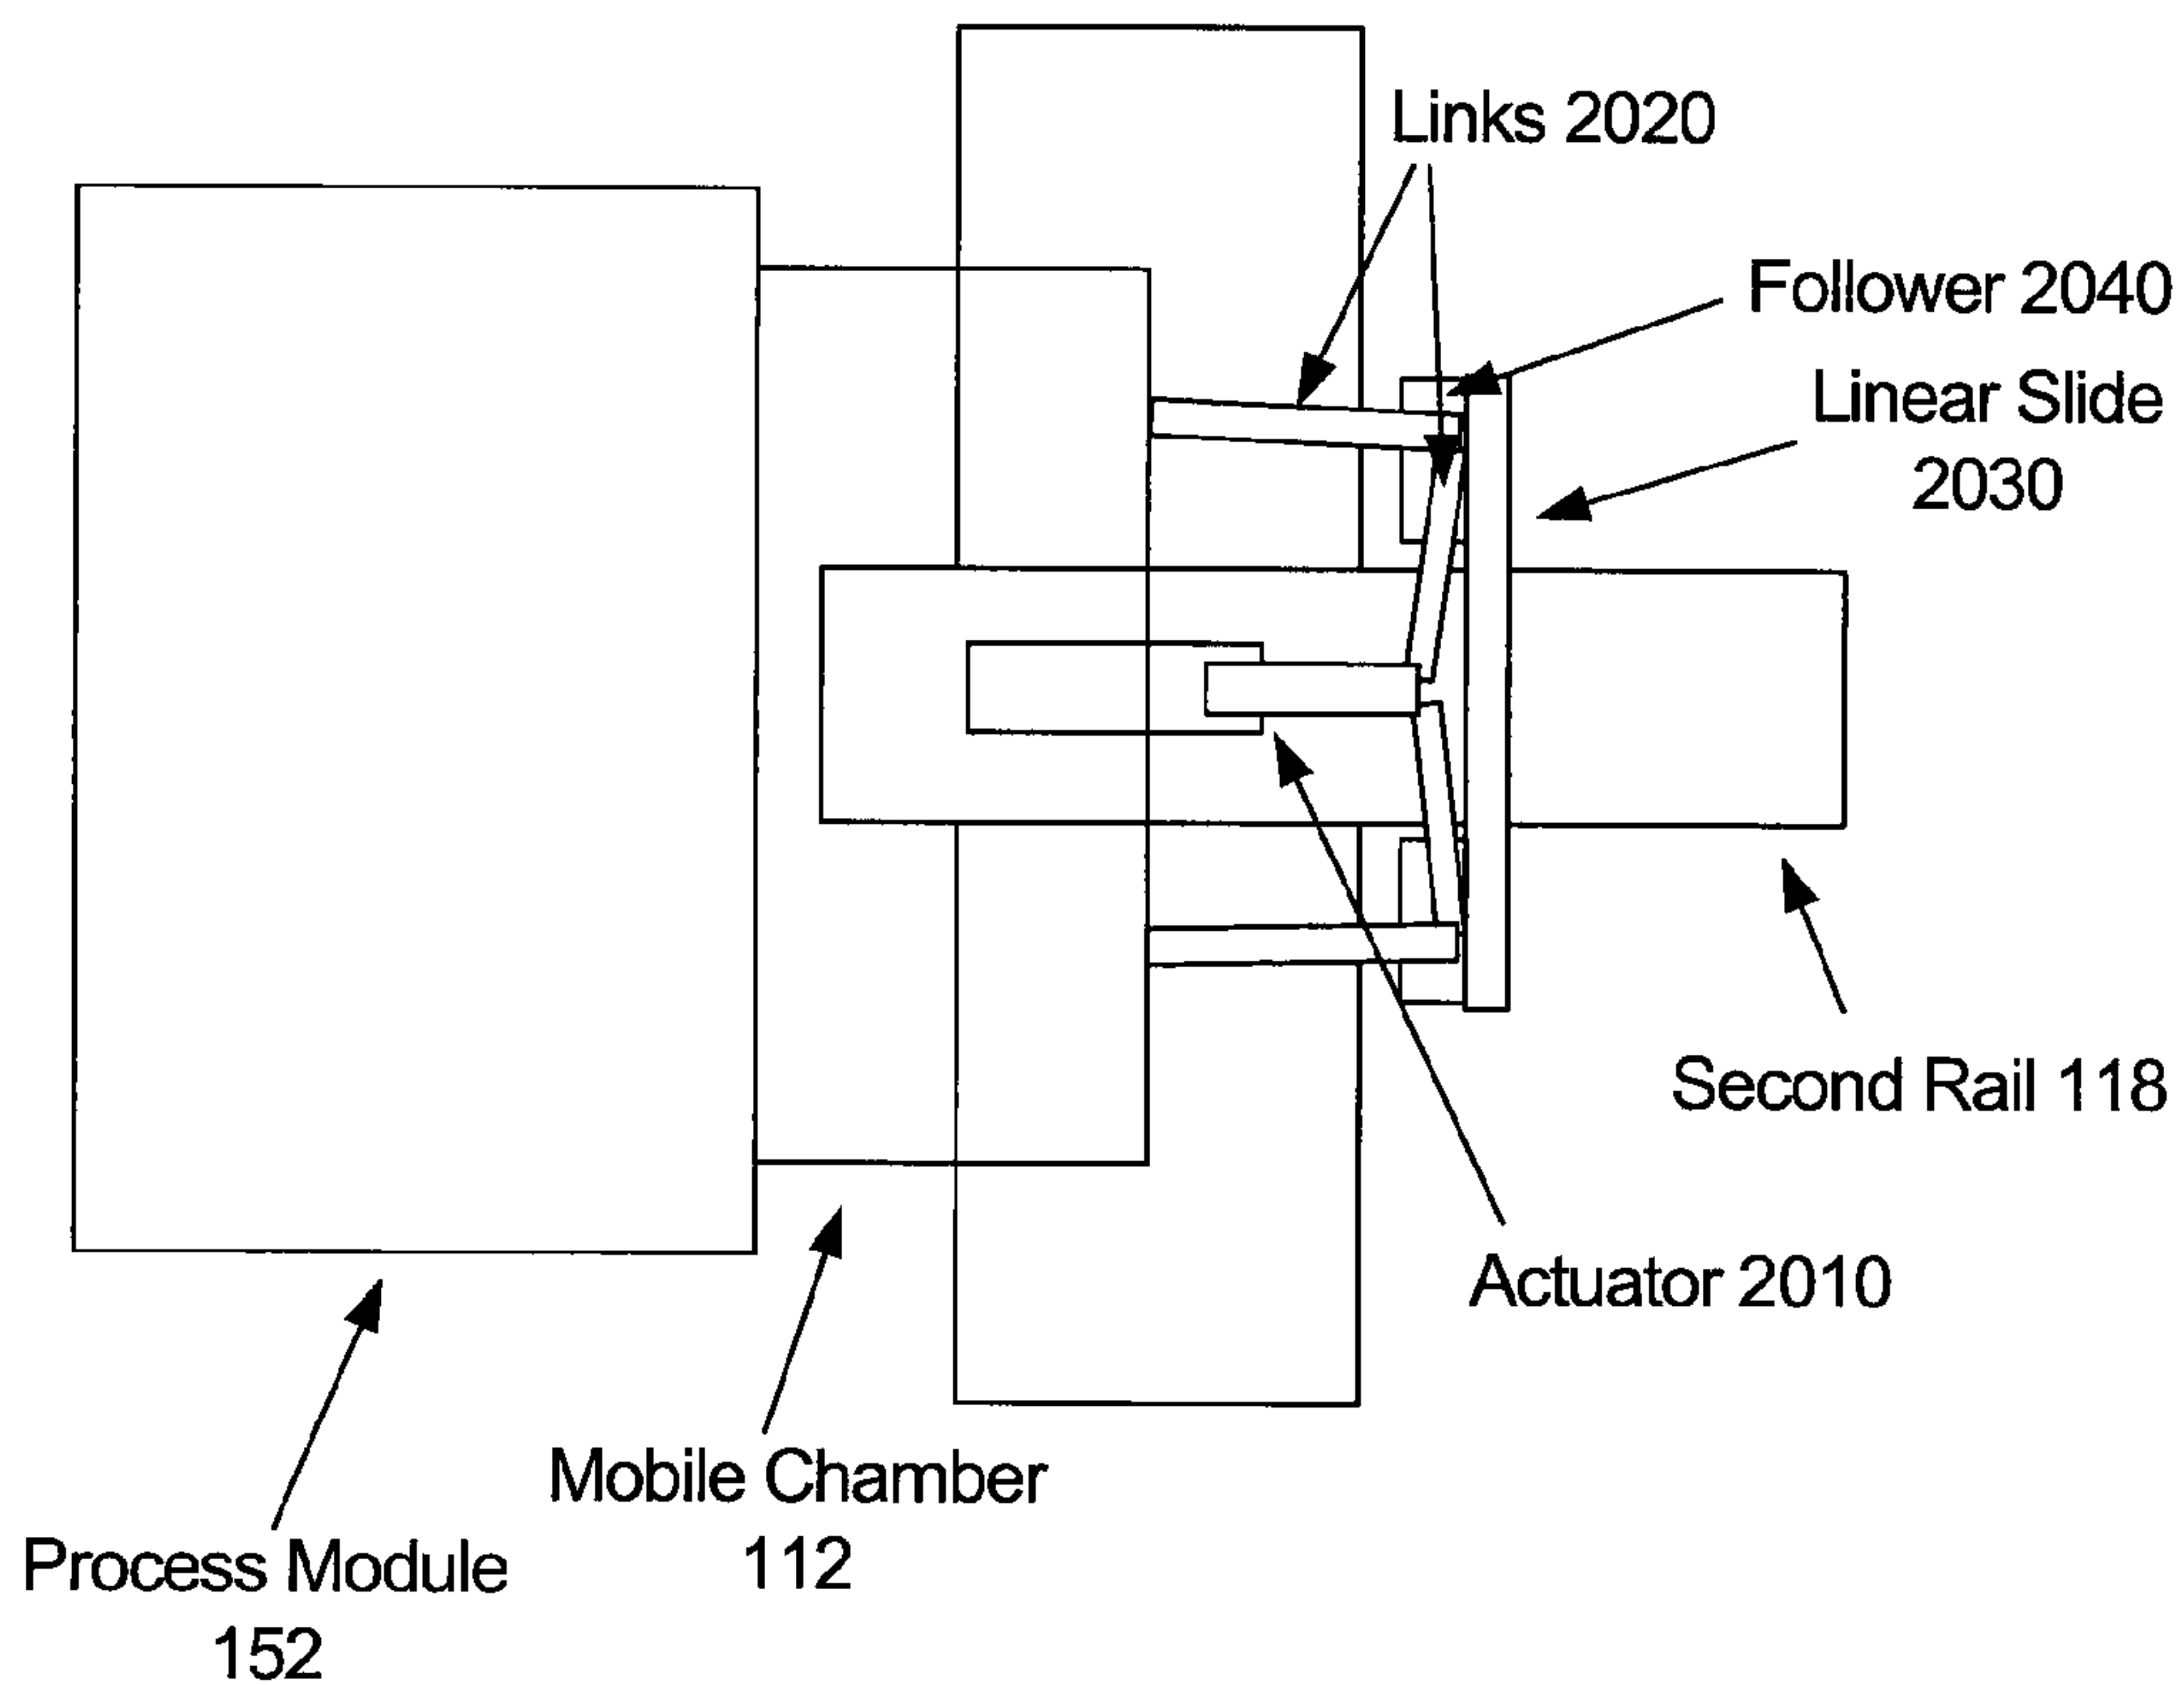 Links 2020
Follower 2040
Linear Slide
2030
Second Rail 118
Actuator 2010
Mobile Chamber
112
Process Module
152